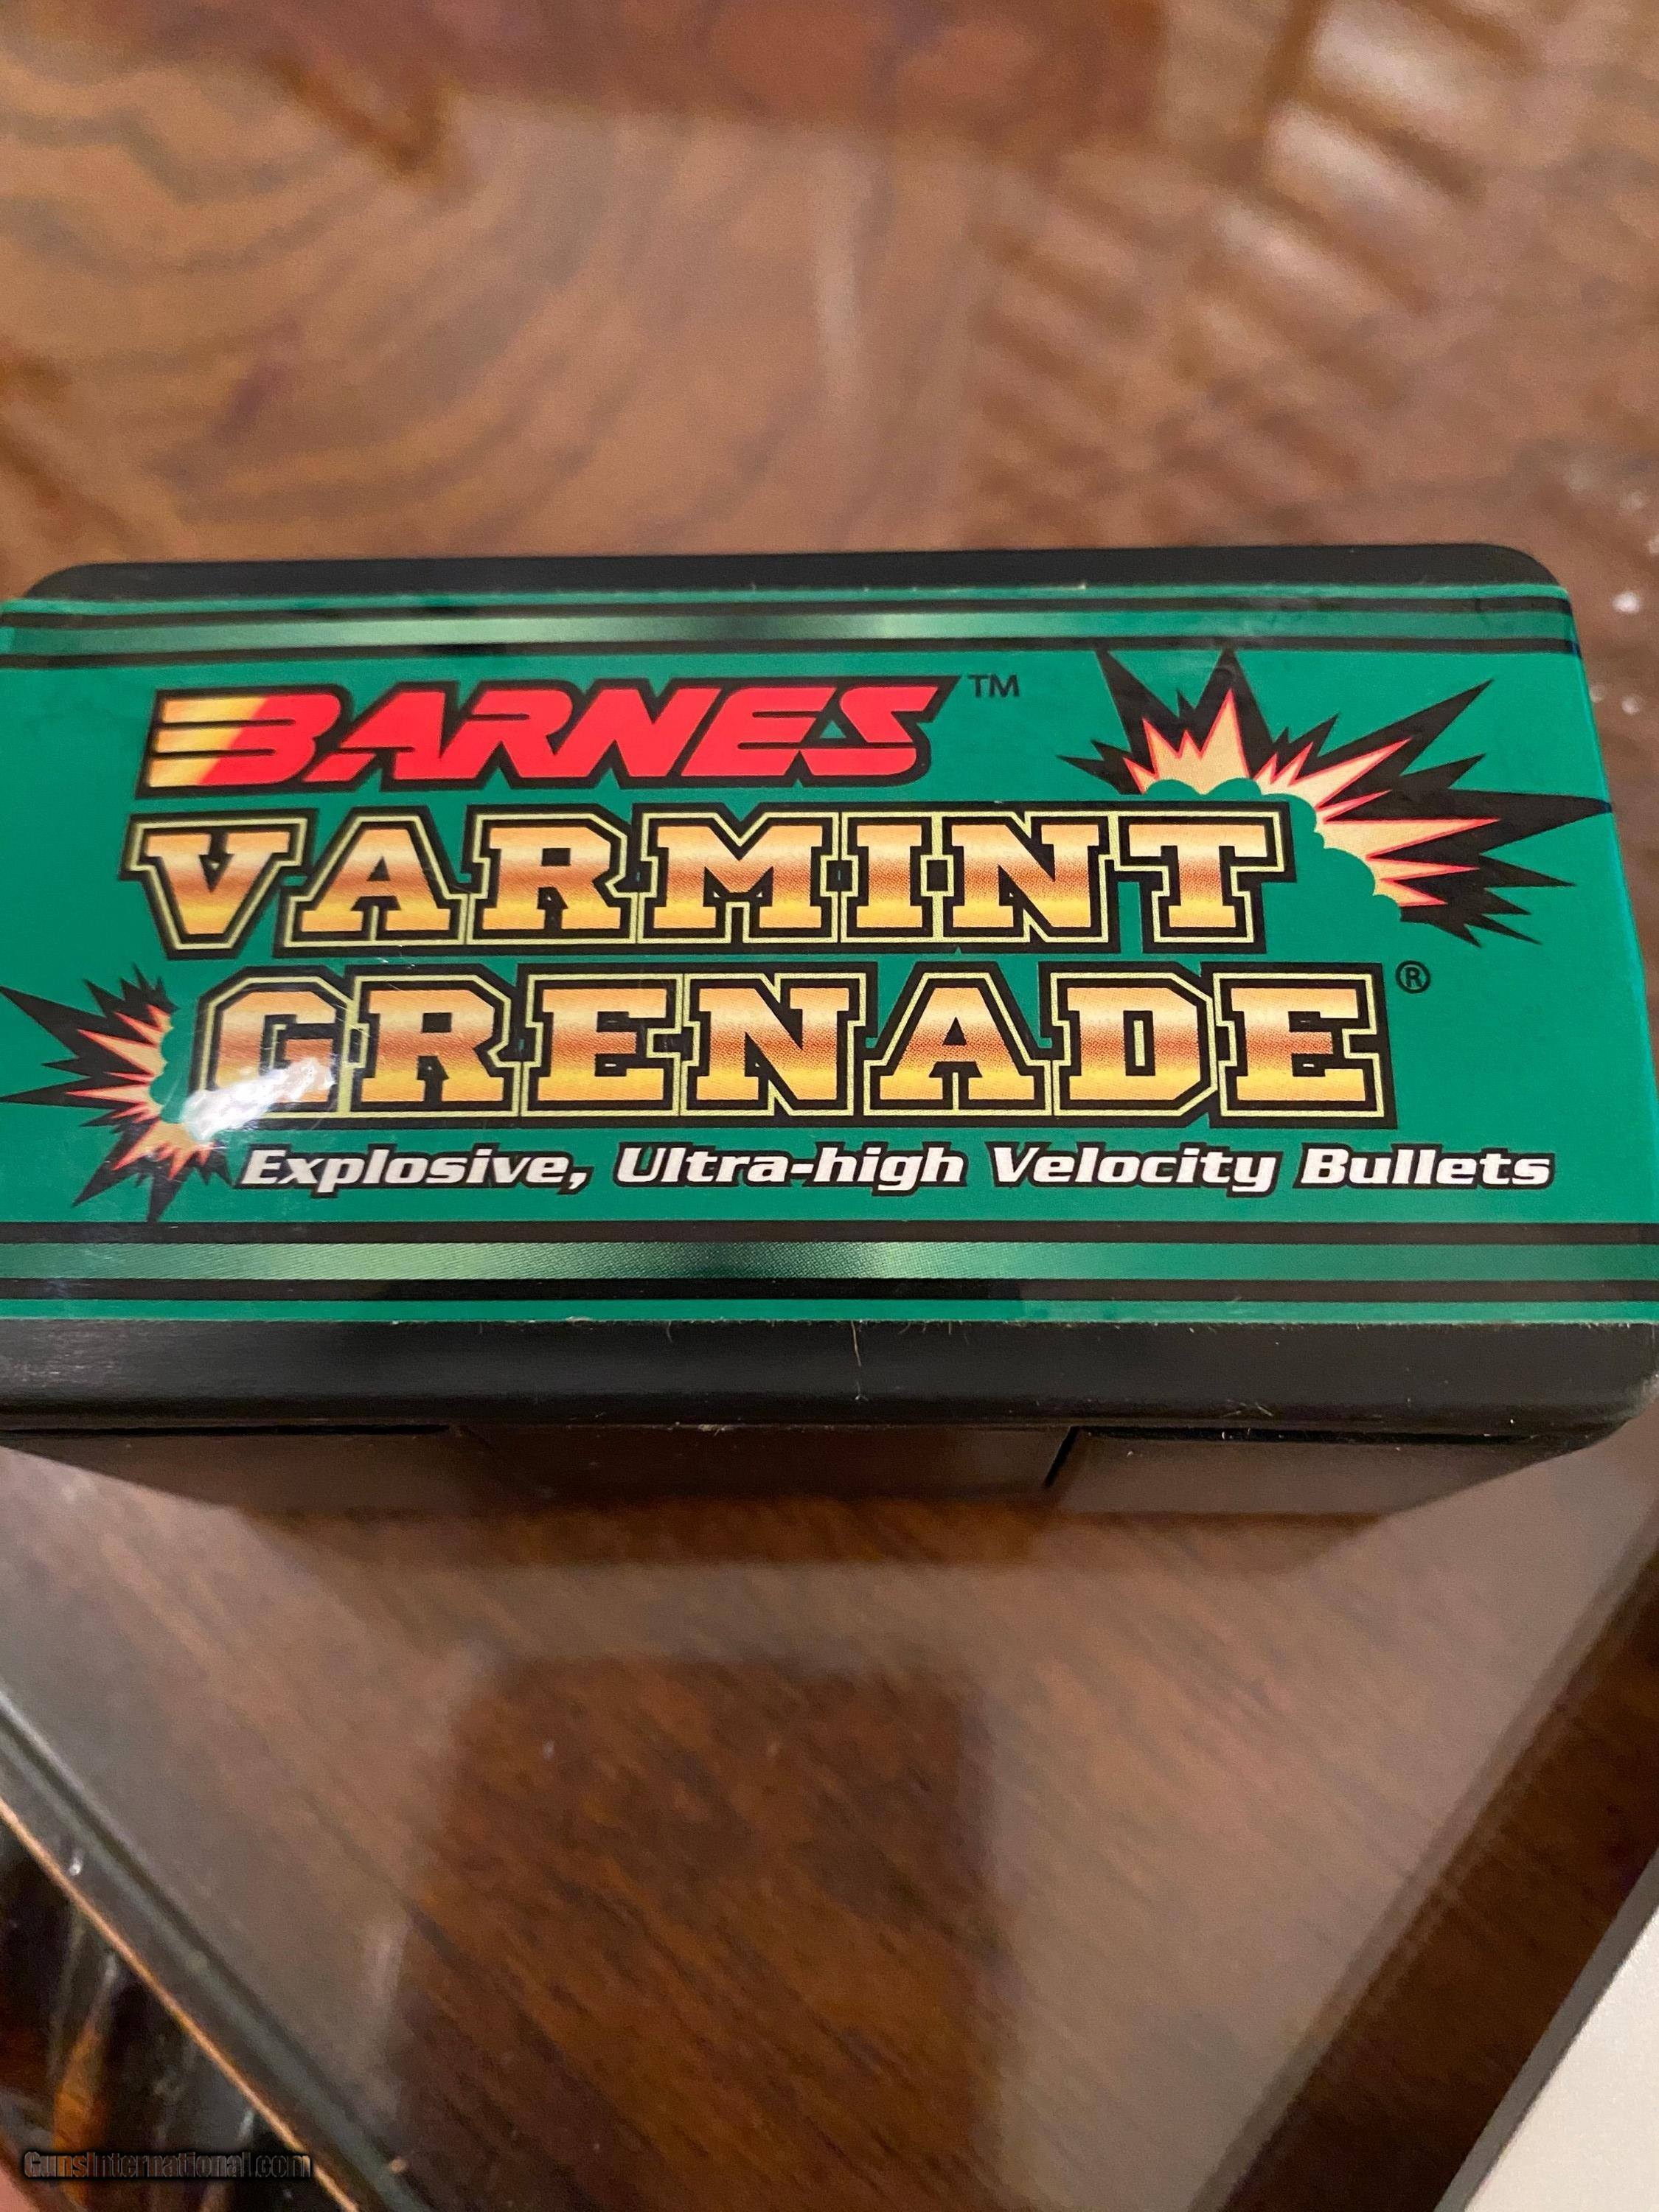 BARNES™
VARMINT
GRENADE®
Explosive, Ultra-high Velocity Bullets
GunsInternational.com